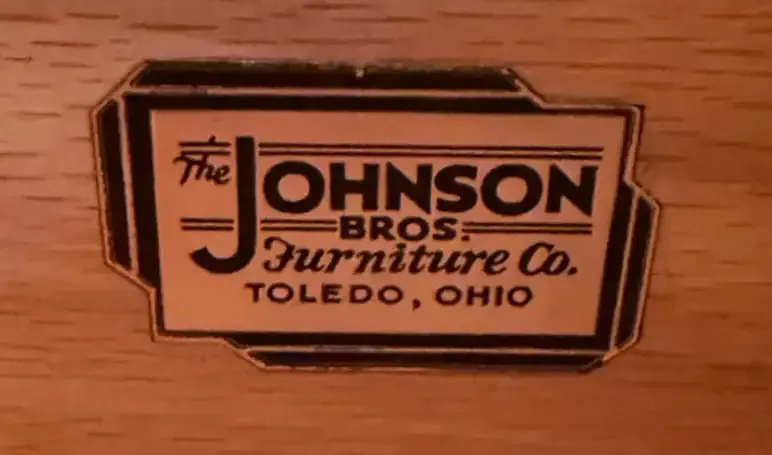 The JOHNSON
BROS.
Furniture Co.
TOLEDO, OHIO